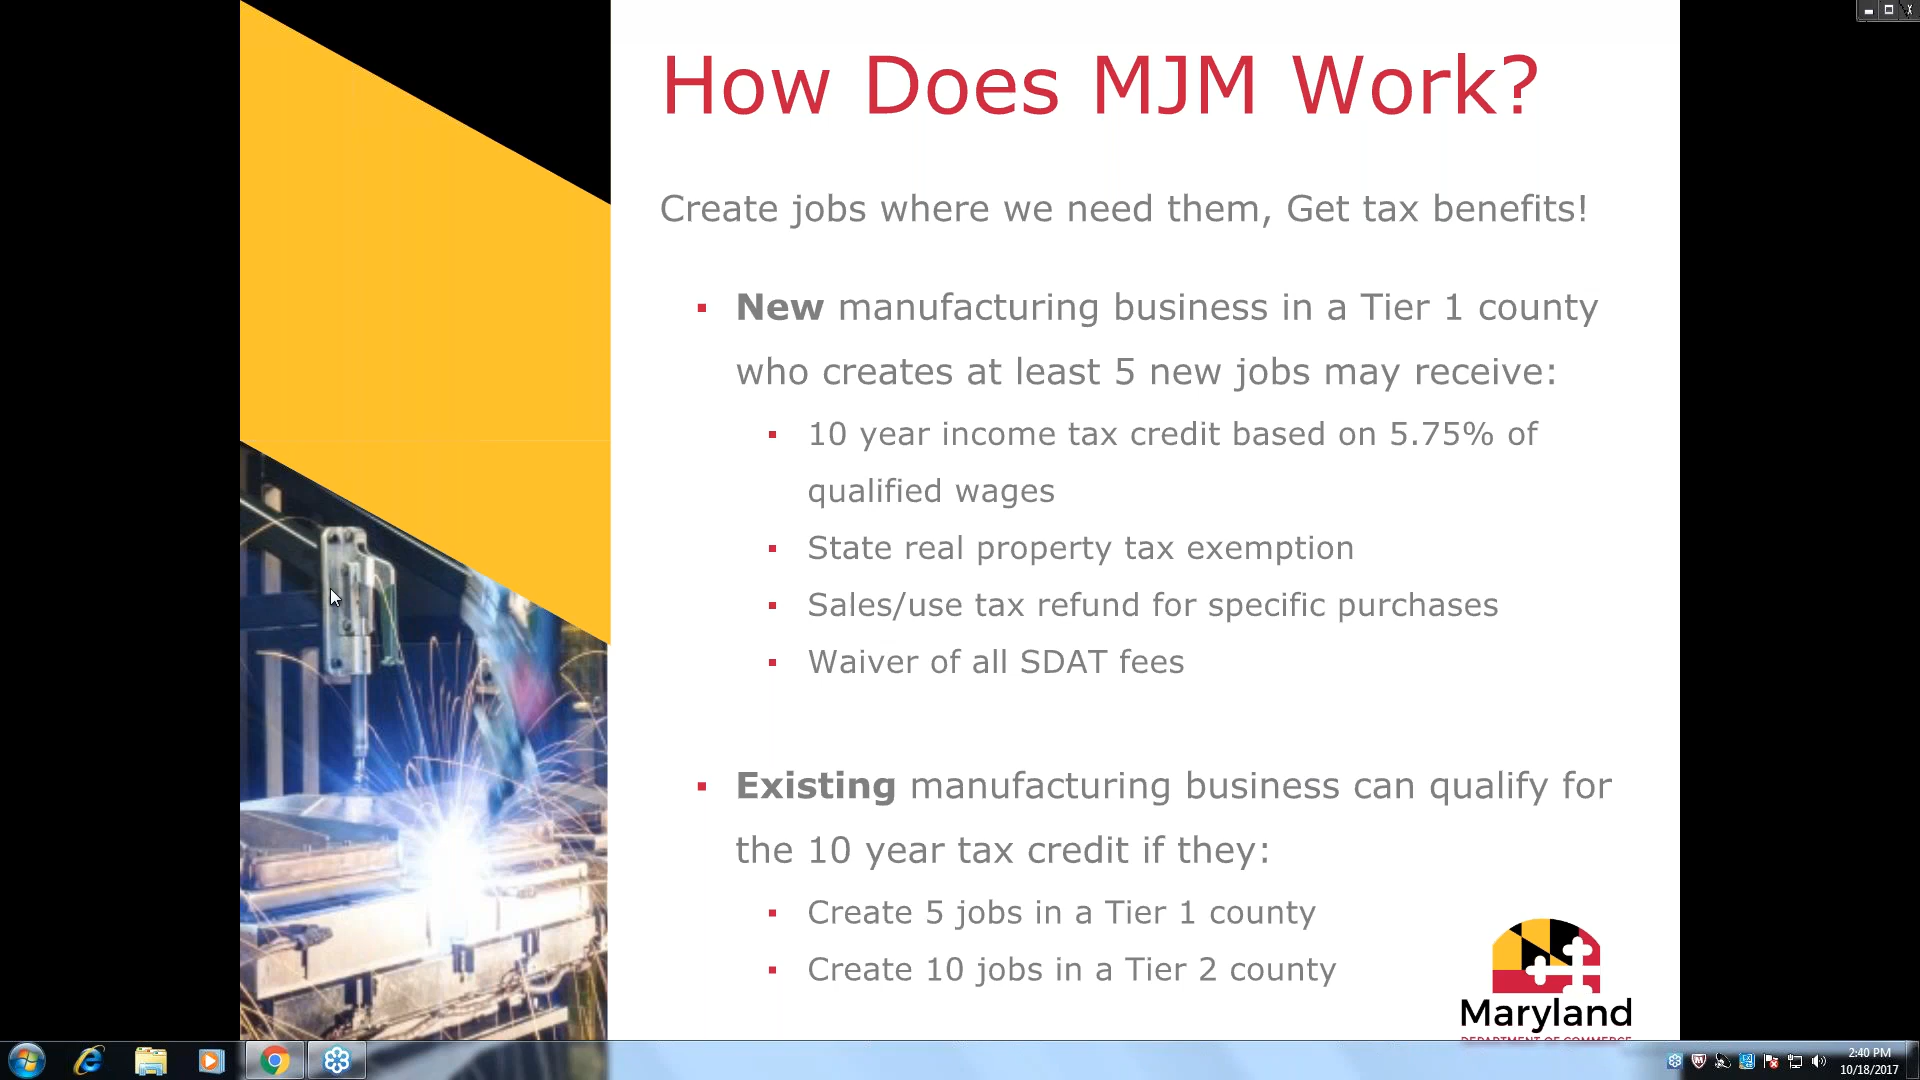 How Does MJM Work?
Create jobs where we need them, Get tax benefits!
▪ New manufacturing business in a Tier 1 county
who creates at least 5 new jobs may receive:
▪ 10 year income tax credit based on 5.75% of
qualified wages
▪ State real property tax exemption
▪ Sales/use tax refund for specific purchases
▪ Waiver of all SDAT fees
▪ Existing manufacturing business can qualify for
the 10 year tax credit if they:
▪ Create 5 jobs in a Tier 1 county
▪ Create 10 jobs in a Tier 2 county
Maryland
DEPARTMENT OF COMMERCE
2:40 PM
10/18/2017